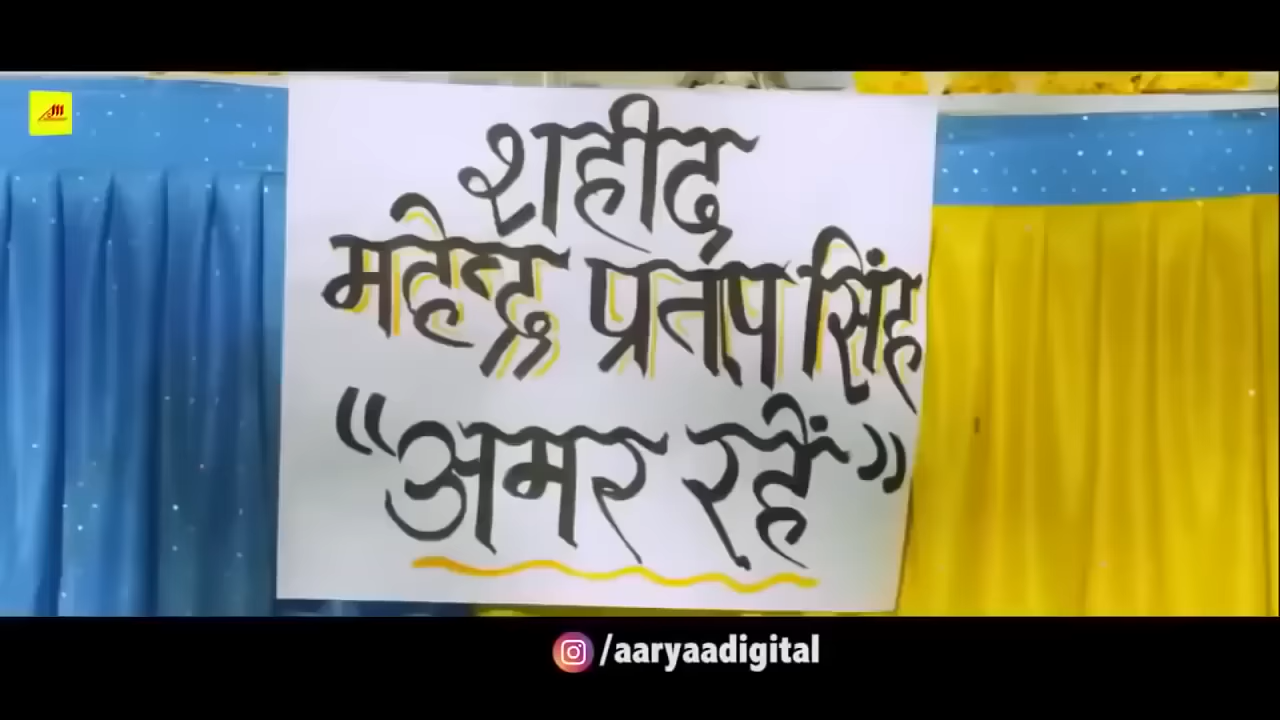 शहीद
महेन्द्र प्रताप सिंह
“अमर रहें”
/aaryaadigital